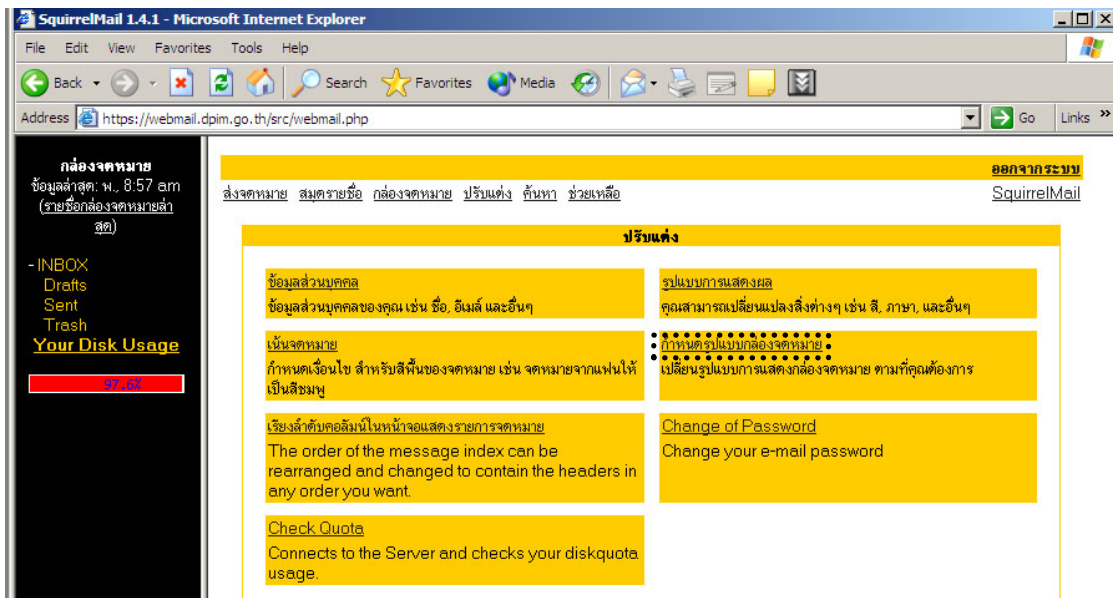 SquirrelMail 1.4.1 - Microsoft Internet Explorer
File Edit View Favorites Tools Help
Back Search Favorites Media
Address https://webmail.dpim.go.th/src/webmail.php Go Links »
กล่องจดหมาย
ข้อมูลล่าสุด: พ., 8:57 am
(รายชื่อกล่องจดหมายล่า
สุด)
- INBOX
Drafts
Sent
Trash
Your Disk Usage
97.6%
ออกจากระบบ
ส่งจดหมาย สมุดรายชื่อ กล่องจดหมาย ปรับแต่ง ค้นหา ช่วยเหลือ SquirrelMail
ปรับแต่ง
ข้อมูลส่วนบุคคล
ข้อมูลส่วนบุคคลของคุณ เช่น ชื่อ, อีเมล์ และอื่นๆ
รูปแบบการแสดงผล
คุณสามารถเปลี่ยนแปลงสิ่งต่างๆ เช่น สี, ภาษา, และอื่นๆ
เน้นจดหมาย
กำหนดเงื่อนไข สำหรับสีพื้นของจดหมาย เช่น จดหมายจากแฟนให้
เป็นสีชมพู
กำหนดรูปแบบกล่องจดหมาย
เปลี่ยนรูปแบบการแสดงกล่องจดหมาย ตามที่คุณต้องการ
เรียงลำดับคอลัมน์ในหน้าจอแสดงรายการจดหมาย
The order of the message index can be
rearranged and changed to contain the headers in
any order you want.
Change of Password
Change your e-mail password
Check Quota
Connects to the Server and checks your diskquota
usage.